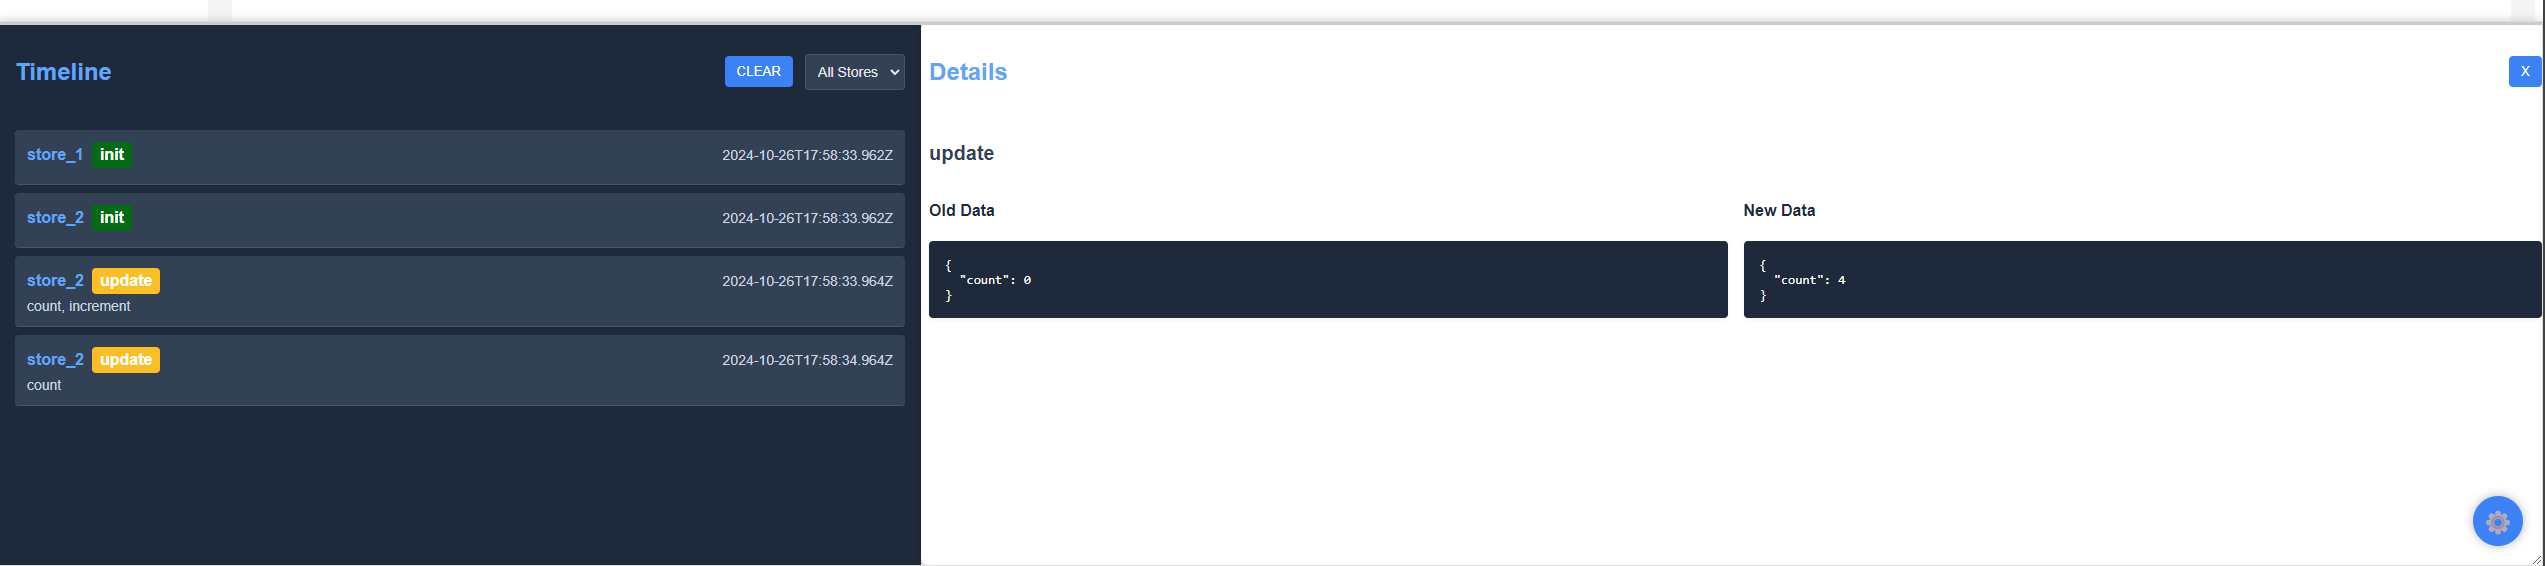 Timeline
CLEAR
All Stores
store_1 init 2024-10-26T17:58:33.962Z
store_2 init 2024-10-26T17:58:33.962Z
store_2 update 2024-10-26T17:58:33.964Z
count, increment
store_2 update 2024-10-26T17:58:34.964Z
count
Details
X
update
Old Data
{
  "count": 0
}
New Data
{
  "count": 4
}